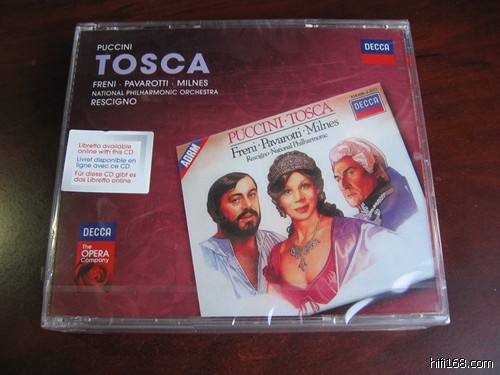 PUCCINI
TOSCA
FRENI · PAVAROTTI · MILNES
NATIONAL PHILHARMONIC ORCHESTRA
RESCIGNO
DECCA
Libretto available
online with this CD
Livret disponible en
ligne avec ce CD
Für diese CD gibt es
das Libretto online
DECCA
The
OPERA
Company
ADRM
PUCCINI · TOSCA
Freni · Pavarotti · Milnes
Rescigno · National Philharmonic
DECCA
hifi168.com